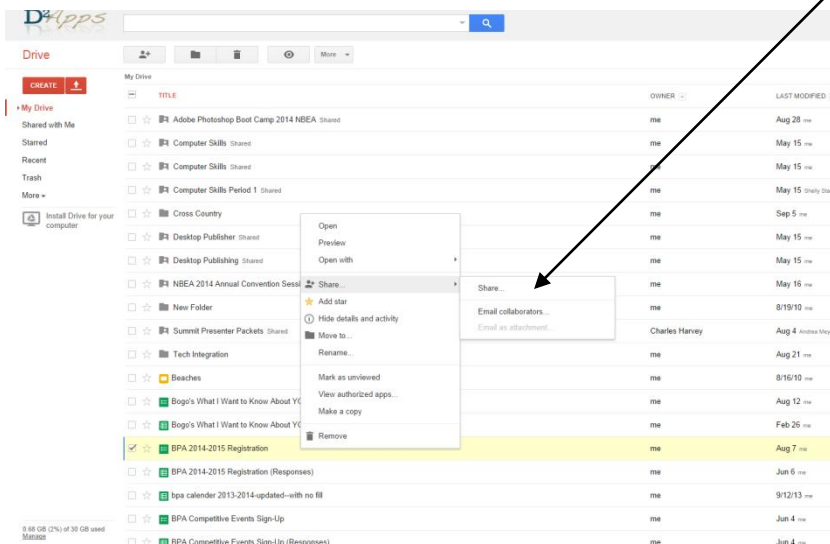 D2Apps
Drive
More
CREATE
My Drive
My Drive
Shared with Me
Starred
Recent
Trash
More
Install Drive for your
computer
TITLE
OWNER
LAST MODIFIED
Adobe Photoshop Boot Camp 2014 NBEA Shared
me
Aug 28 me
Computer Skills Shared
me
May 15 me
Computer Skills Shared
me
May 15 me
Computer Skills Period 1 Shared
me
May 15 Shelly
Cross Country
me
Sep 5 me
Desktop Publisher Shared
me
May 15 me
Desktop Publishing Shared
me
May 15 me
NBEA 2014 Annual Convention Sessi
me
May 16 me
New Folder
me
8/19/10 me
Summit Presenter Packets Shared
Charles Harvey
Aug 4 Andrea
Tech Integration
me
Aug 21 me
Beaches
me
8/16/10 me
Bogo's What I Want to Know About YO
me
Aug 12 me
Bogo's What I Want to Know About YO
me
Feb 26 me
BPA 2014-2015 Registration
me
Aug 7 me
BPA 2014-2015 Registration (Responses)
me
Jun 6 me
bpa calender 2013-2014-updated--with no fill
me
9/12/13 me
BPA Competitive Events Sign-Up
me
Jun 4 me
BPA Competitive Events Sign-Up (Responses)
me
Jun 4 me
Open
Preview
Open with
Share...
Add star
Hide details and activity
Move to...
Rename...
Mark as unviewed
View authorized apps...
Make a copy
Remove
Share...
Email collaborators...
Email as attachment...
0.68 GB (2%) of 30 GB used
Manage